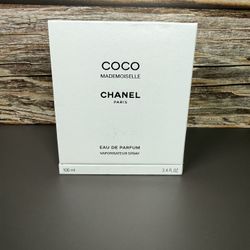 COCO
MADEMOISELLE
CHANEL
PARIS
EAU DE PARFUM
VAPORISATEUR SPRAY
100 ml 3.4 FL. OZ.